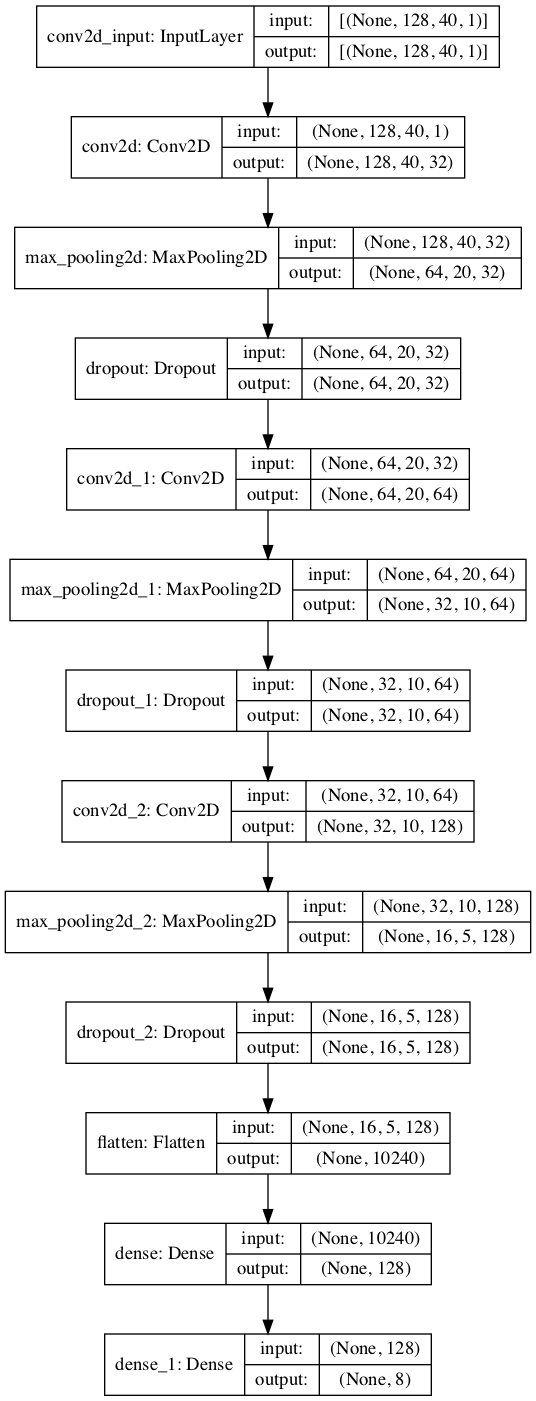 conv2d_input: InputLayer
input: [(None, 128, 40, 1)]
output: [(None, 128, 40, 1)]
conv2d: Conv2D
input: (None, 128, 40, 1)
output: (None, 128, 40, 32)
max_pooling2d: MaxPooling2D
input: (None, 128, 40, 32)
output: (None, 64, 20, 32)
dropout: Dropout
input: (None, 64, 20, 32)
output: (None, 64, 20, 32)
conv2d_1: Conv2D
input: (None, 64, 20, 32)
output: (None, 64, 20, 64)
max_pooling2d_1: MaxPooling2D
input: (None, 64, 20, 64)
output: (None, 32, 10, 64)
dropout_1: Dropout
input: (None, 32, 10, 64)
output: (None, 32, 10, 64)
conv2d_2: Conv2D
input: (None, 32, 10, 64)
output: (None, 32, 10, 128)
max_pooling2d_2: MaxPooling2D
input: (None, 32, 10, 128)
output: (None, 16, 5, 128)
dropout_2: Dropout
input: (None, 16, 5, 128)
output: (None, 16, 5, 128)
flatten: Flatten
input: (None, 16, 5, 128)
output: (None, 10240)
dense: Dense
input: (None, 10240)
output: (None, 128)
dense_1: Dense
input: (None, 128)
output: (None, 8)